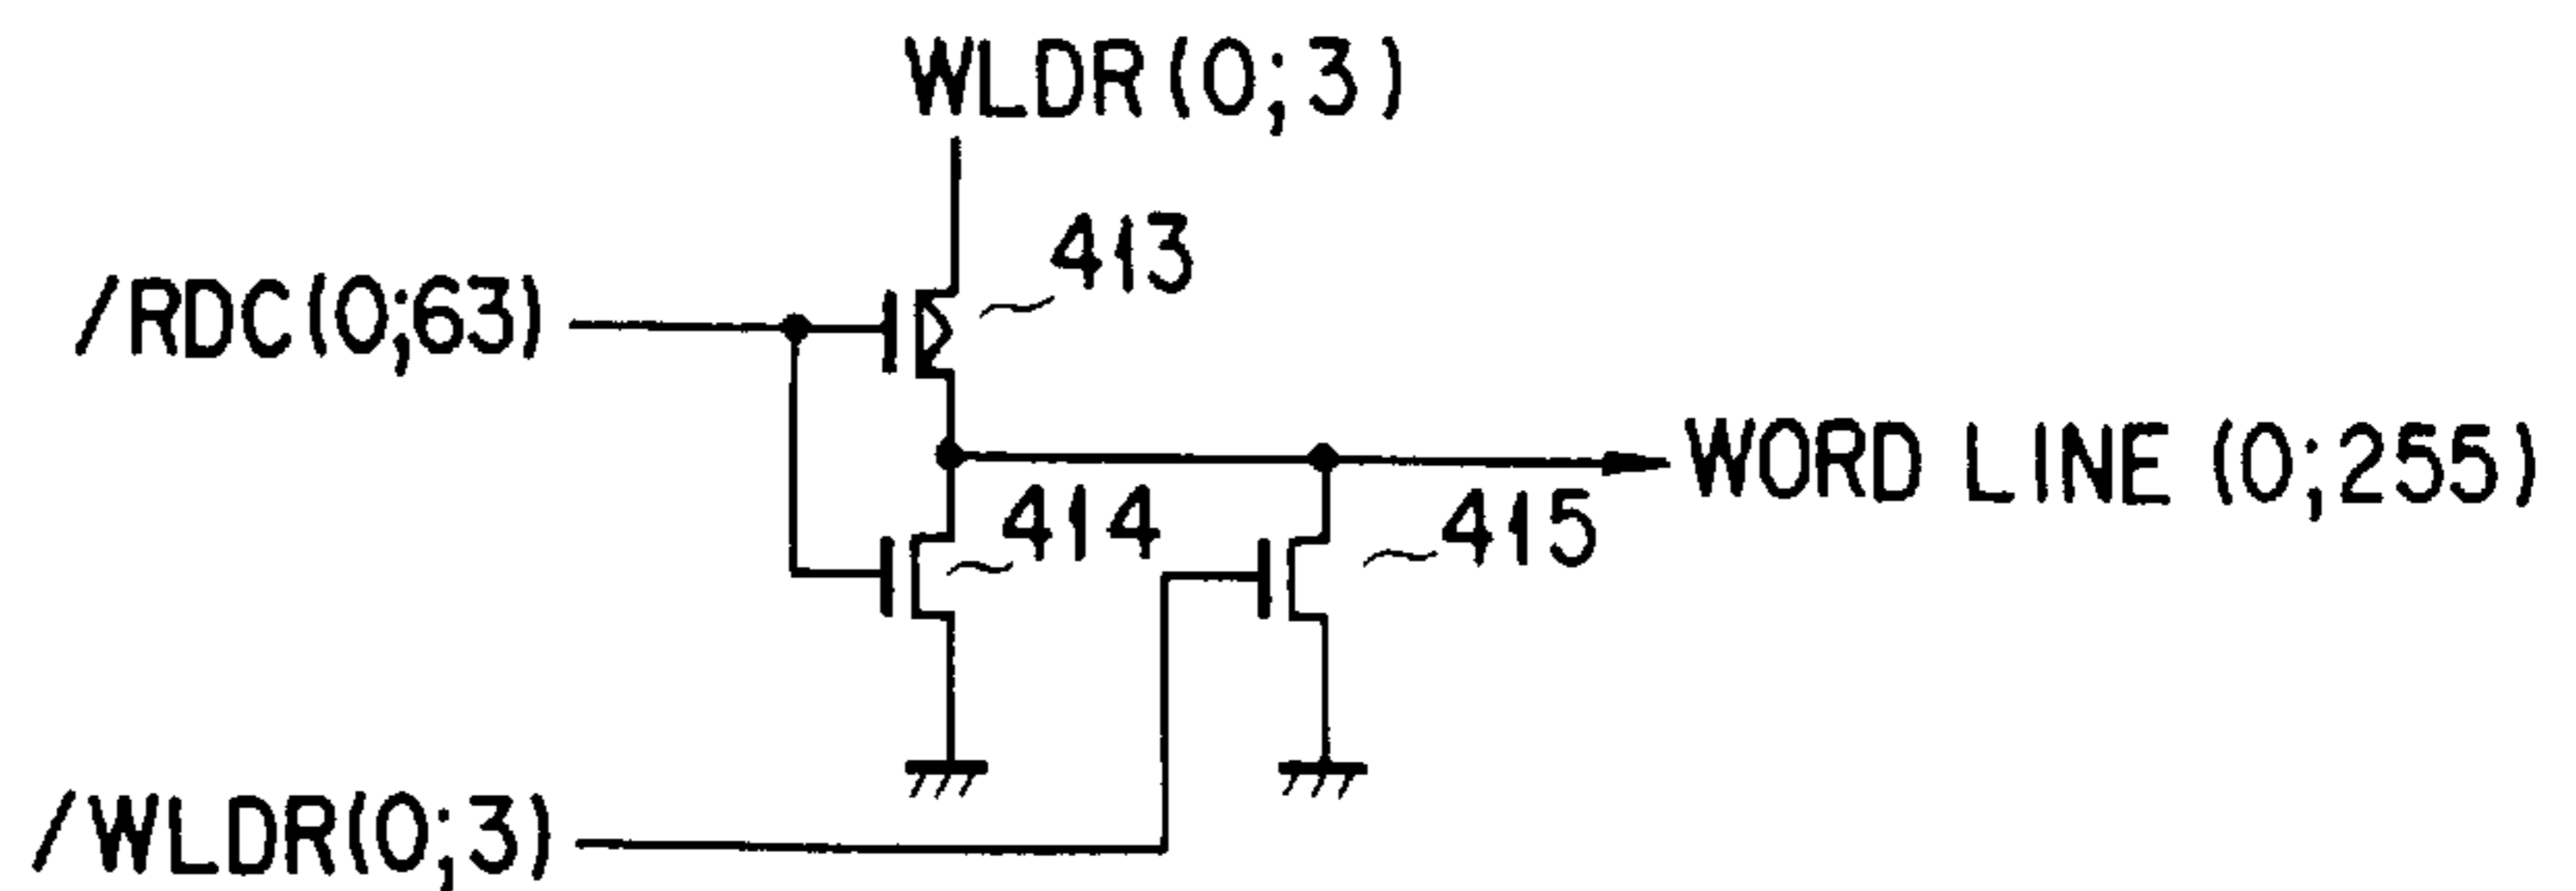 WLDR(0;3)
413
/RDC(0;63)
WORD LINE (0;255)
414
415
/WLDR(0;3)